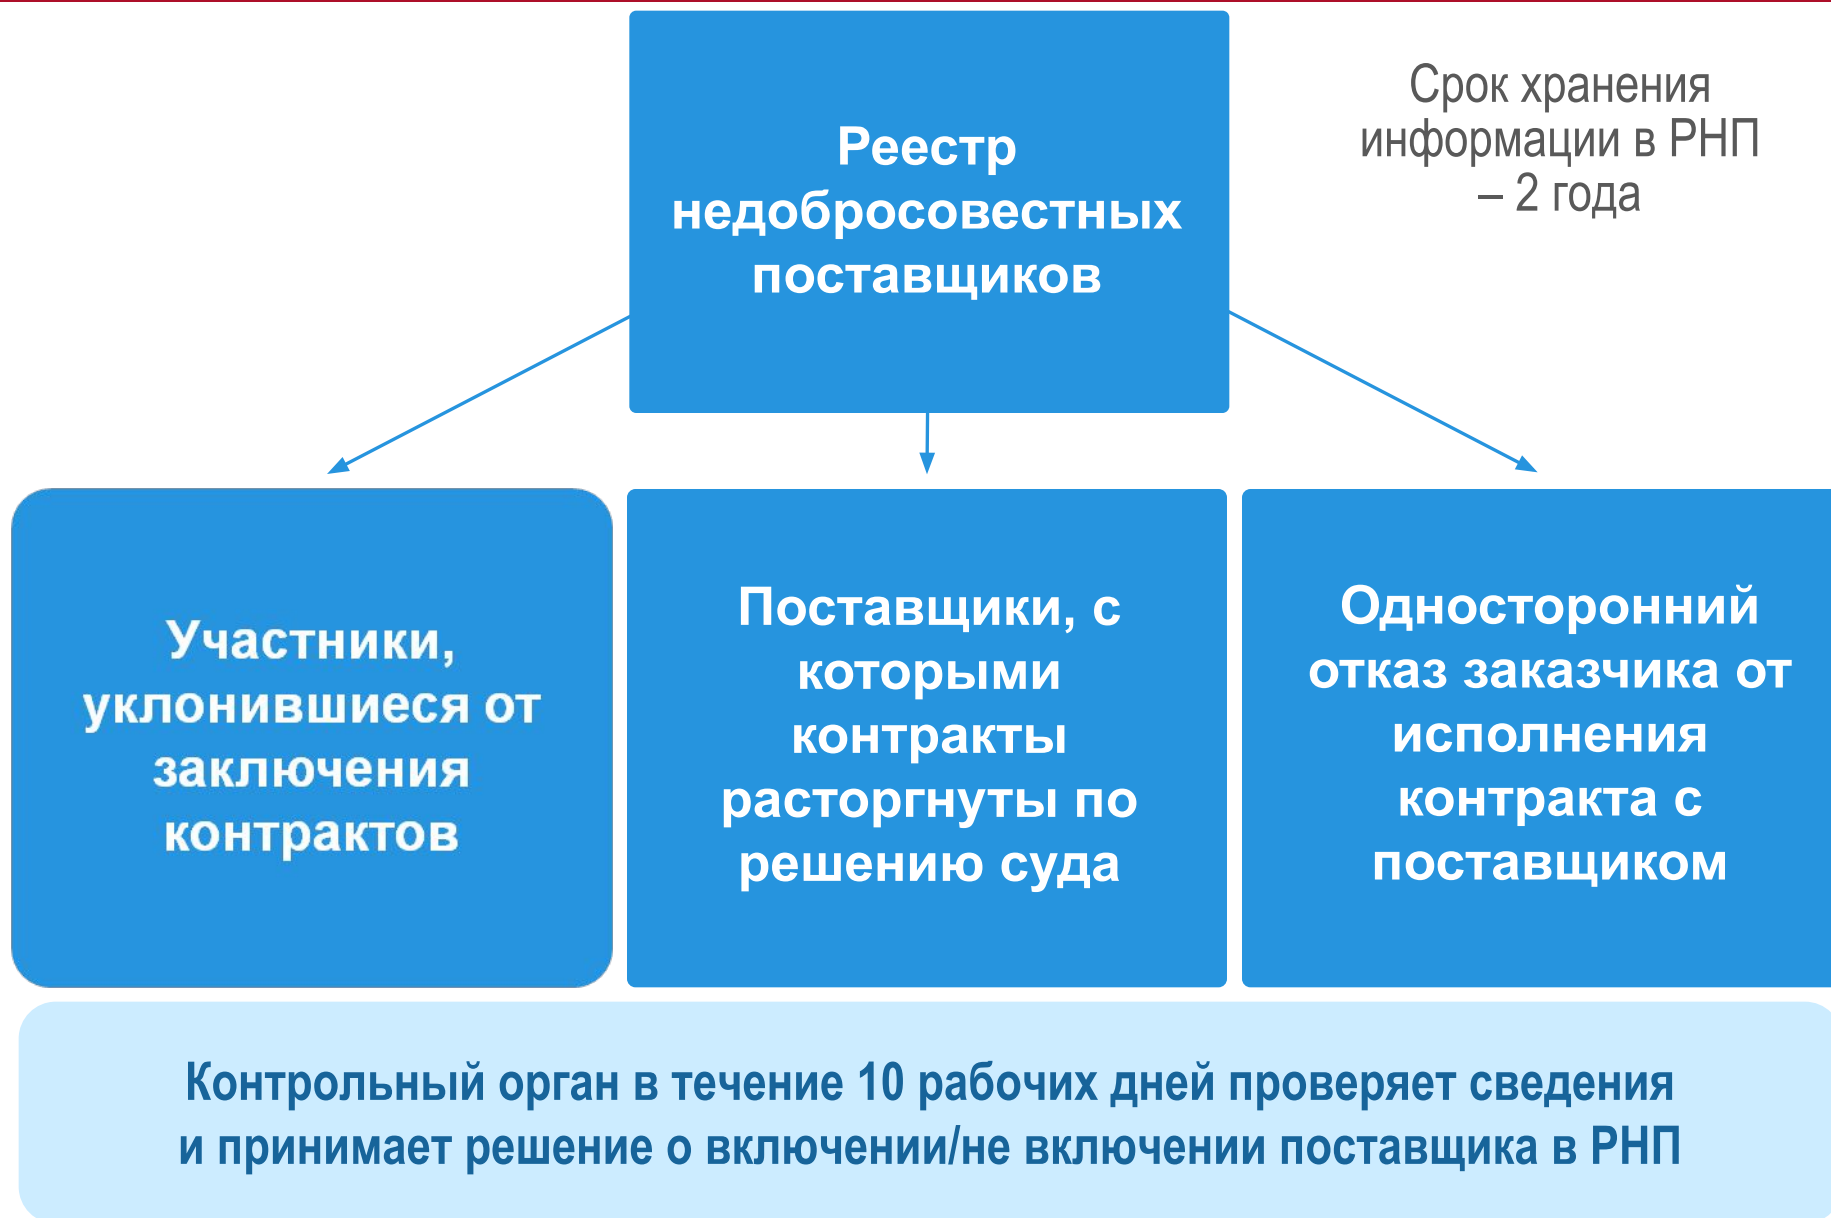 Реестр
недобросовестных
поставщиков
Срок хранения
информации в РНП
– 2 года
Участники,
уклонившиеся от
заключения
контрактов
Поставщики, с
которыми
контракты
расторгнуты по
решению суда
Односторонний
отказ заказчика от
исполнения
контракта с
поставщиком
Контрольный орган в течение 10 рабочих дней проверяет сведения
и принимает решение о включении/не включении поставщика в РНП